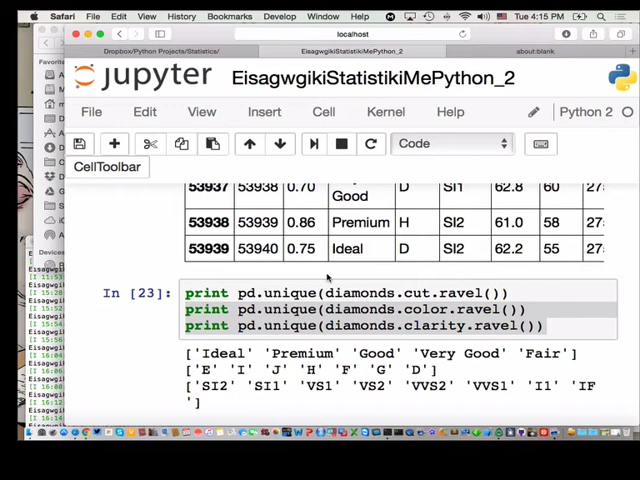 Safari File Edit View History Bookmarks Develop Window Help Tue 4:15 PM
localhost
Dropbox/Python Projects/Statistics/ EisagwgikiStatistikiMePython_2 about:blank
Favorites
jupyter EisagwgikiStatistikiMePython_2
File Edit View Insert Cell Kernel Help Python 2
Code
CellToolbar
53937 53938 0.70 Good D SI1 62.8 60 27
53938 53939 0.86 Premium H SI2 61.0 58 27
53939 53940 0.75 Ideal D SI2 62.2 55 27
Devices
In [23]: print pd.unique(diamonds.cut.ravel())
print pd.unique(diamonds.color.ravel())
print pd.unique(diamonds.clarity.ravel())
['Ideal' 'Premium' 'Good' 'Very Good' 'Fair']
['E' 'I' 'J' 'H' 'F' 'G' 'D']
['SI2' 'SI1' 'VS1' 'VS2' 'VVS2' 'VVS1' 'I1' 'IF
']